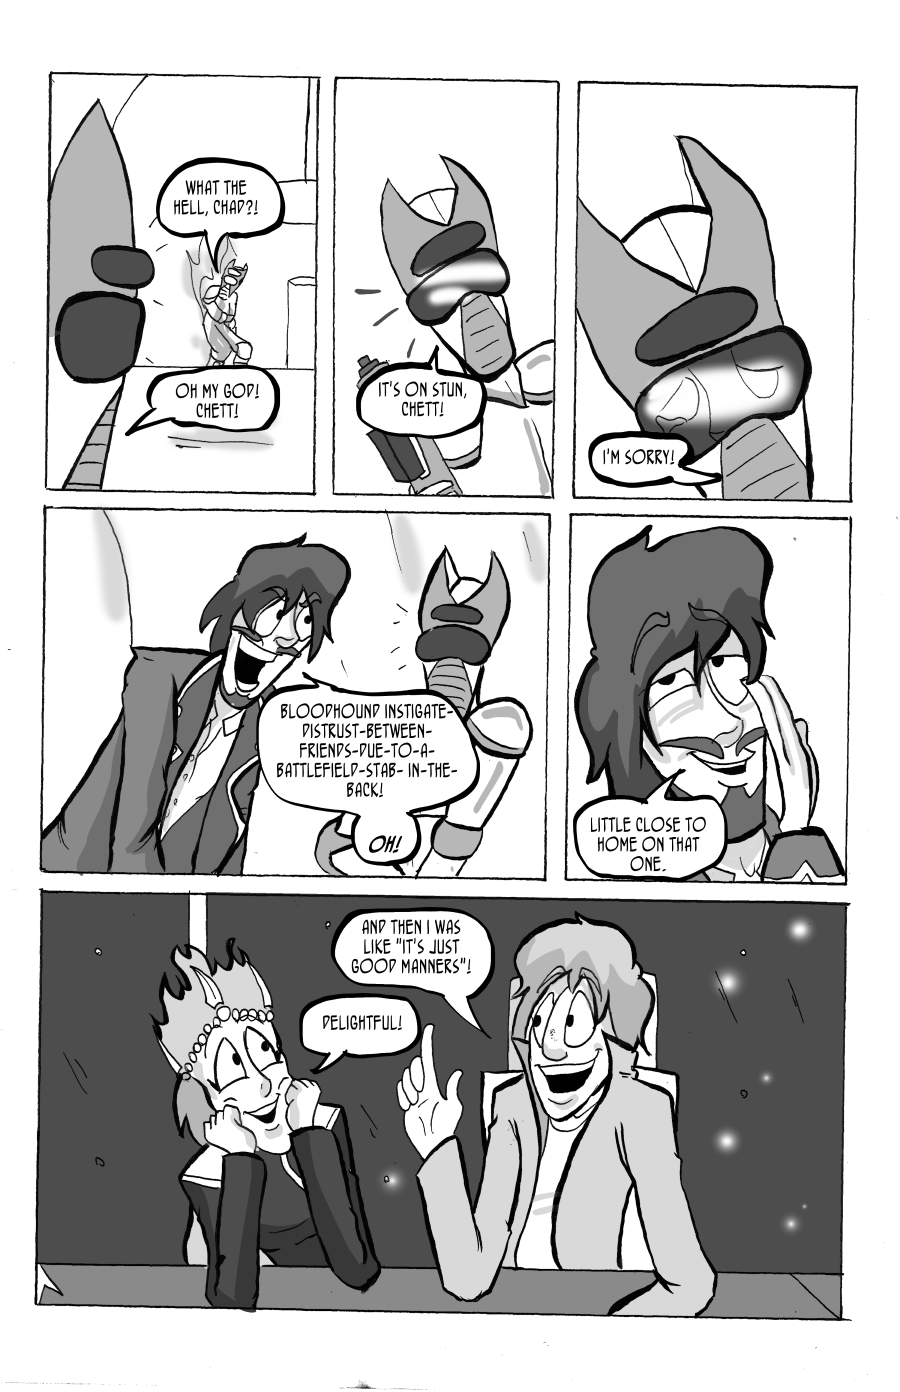 WHAT THE
HELL, CHAD?!
OH MY GOD!
CHETT!
IT'S ON STUN,
CHETT!
I'M SORRY!
BLOODHOUND INSTIGATE-
DISTRUST-BETWEEN-
FRIENDS-DUE-TO-A-
BATTLEFIELD-STAB- IN-THE-
BACK!
OH!
LITTLE CLOSE TO
HOME ON THAT
ONE.
AND THEN I WAS
LIKE "IT'S JUST
GOOD MANNERS"!
DELIGHTFUL!